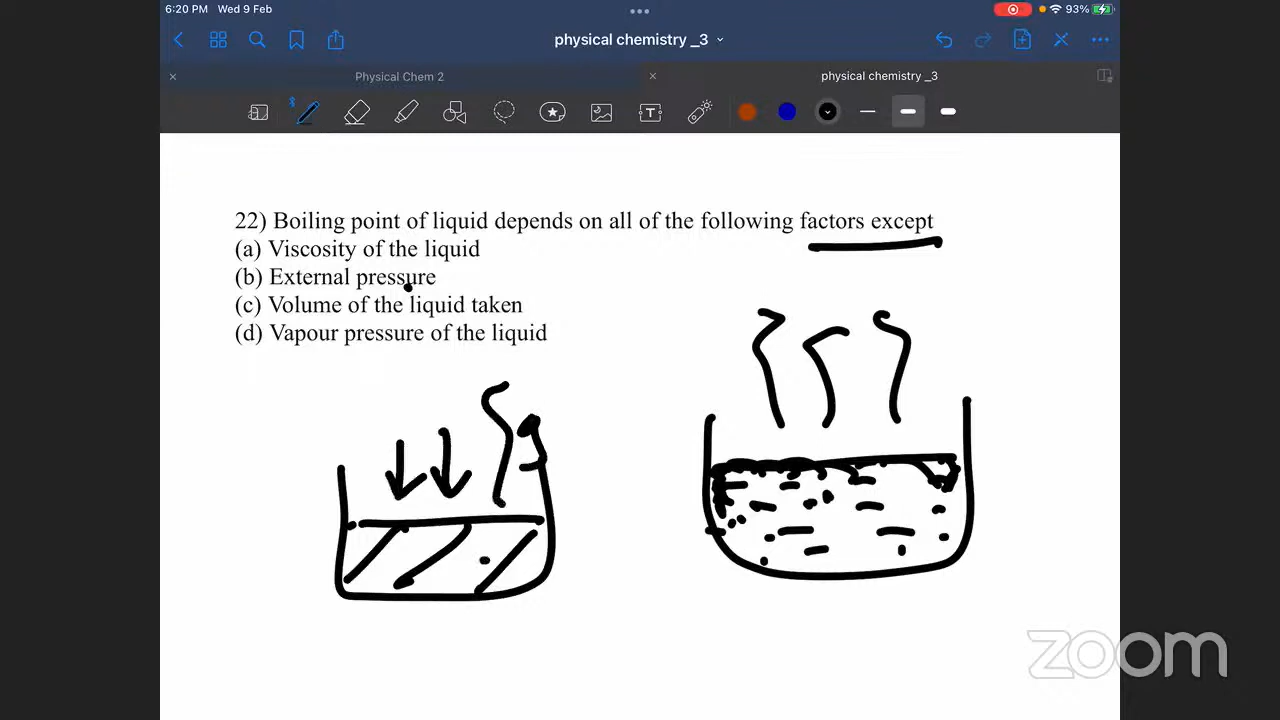 6:20 PM Wed 9 Feb
93%
physical chemistry _3
Physical Chem 2
physical chemistry _3
22) Boiling point of liquid depends on all of the following factors except
(a) Viscosity of the liquid
(b) External pressure
(c) Volume of the liquid taken
(d) Vapour pressure of the liquid
zoom